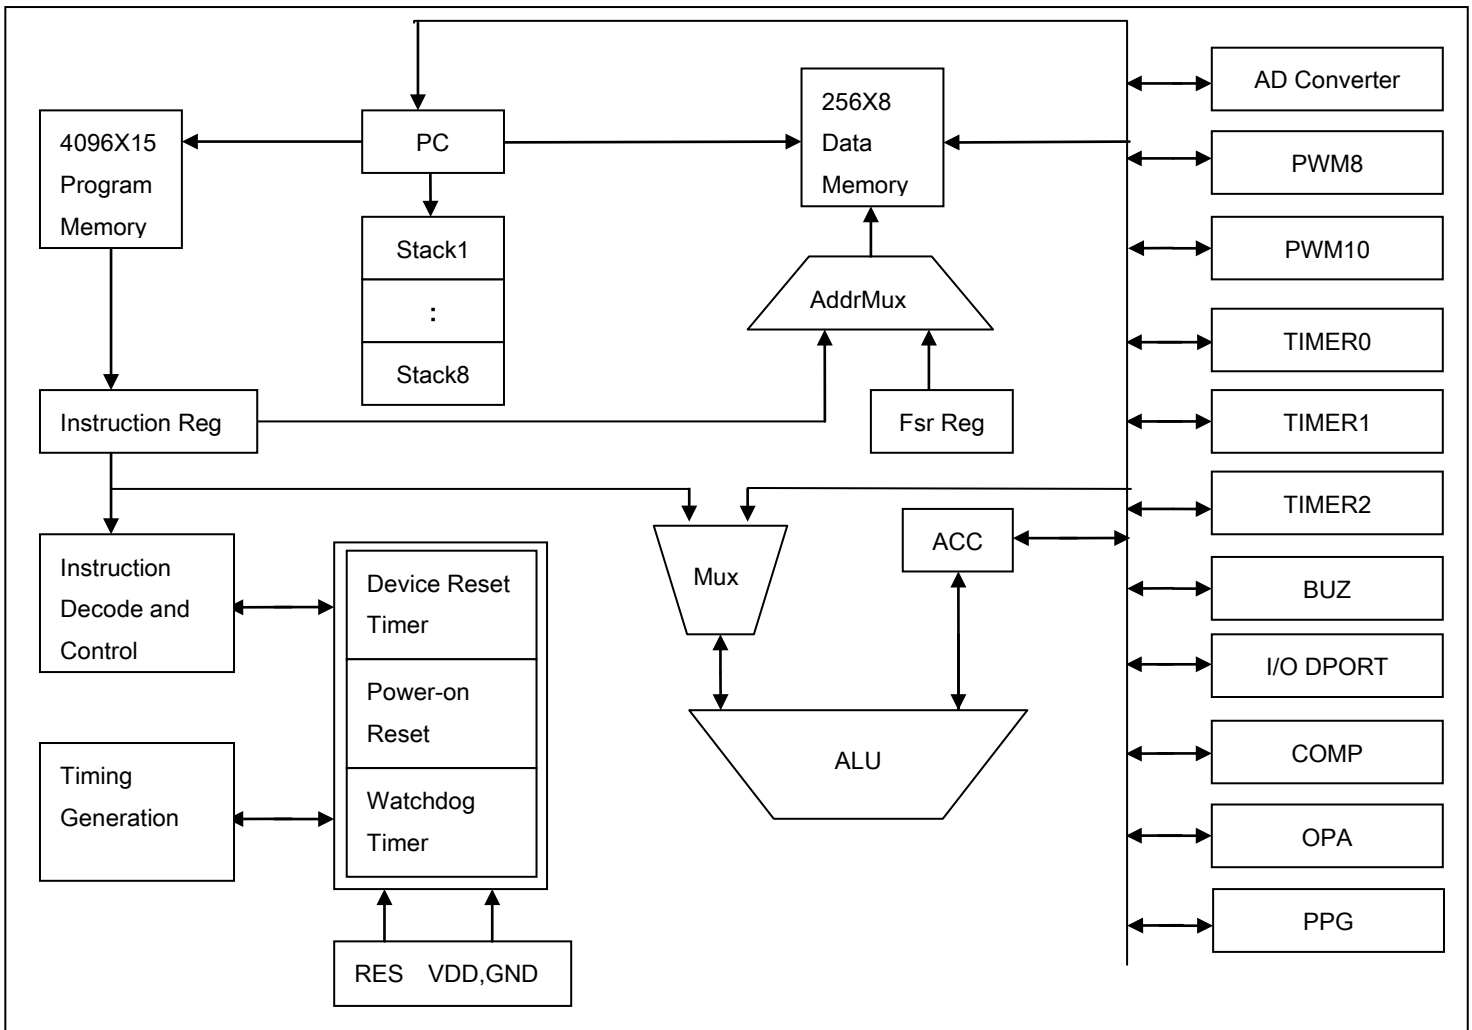 4096X15
Program
Memory
PC
Stack1
:
Stack8
256X8
Data
Memory
AddrMux
Instruction Reg
Fsr Reg
Instruction
Decode and
Control
Device Reset
Timer
Power-on
Reset
Watchdog
Timer
Timing
Generation
RES VDD,GND
Mux
ACC
ALU
AD Converter
PWM8
PWM10
TIMER0
TIMER1
TIMER2
BUZ
I/O DPORT
COMP
OPA
PPG